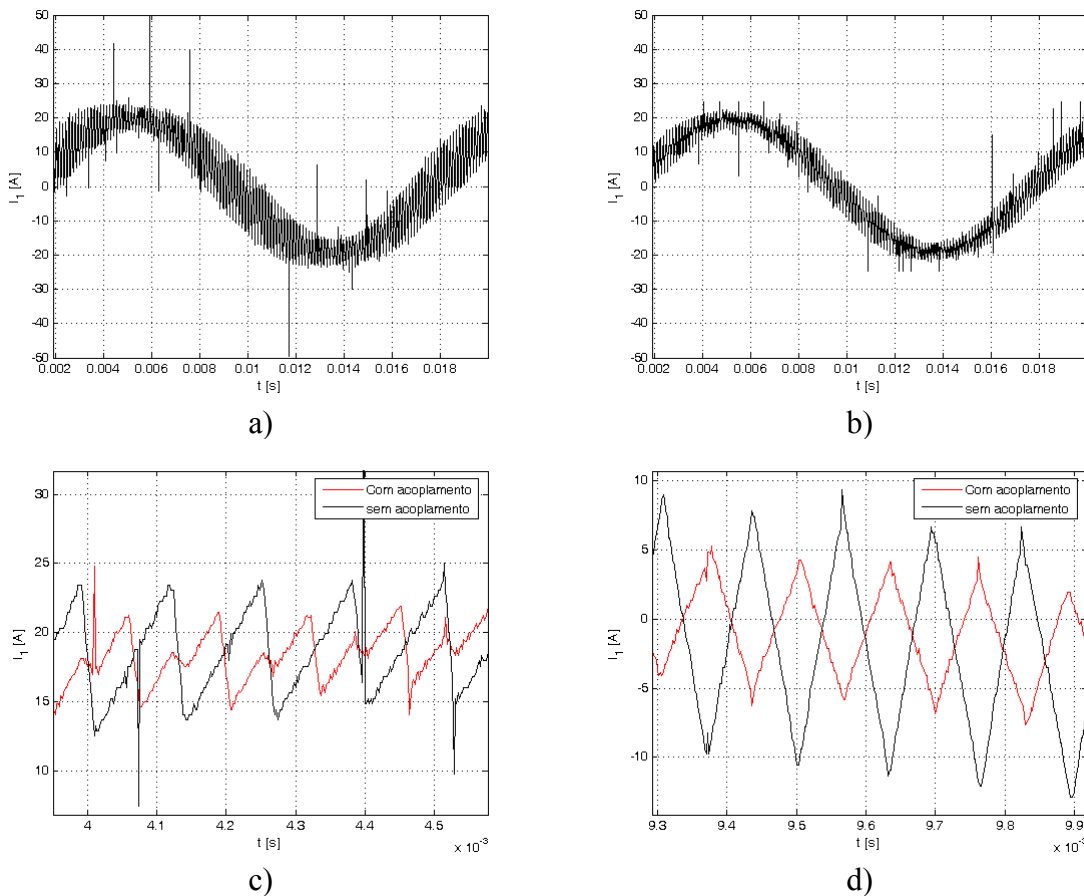 50
40
30
20
10
0
-10
-20
-30
-40
-50
I1 [A]
0.002 0.004 0.006 0.008 0.01 0.012 0.014 0.016 0.018
t [s]
a)
50
40
30
20
10
0
-10
-20
-30
-40
-50
I1 [A]
0.002 0.004 0.006 0.008 0.01 0.012 0.014 0.016 0.018
t [s]
b)
30
25
20
15
10
I1 [A]
Com acoplamento
sem acoplamento
4 4.1 4.2 4.3 4.4 4.5
t [s]
x 10-3
c)
10
5
0
-5
-10
I1 [A]
Com acoplamento
sem acoplamento
9.3 9.4 9.5 9.6 9.7 9.8 9.9
t [s]
x 10-3
d)